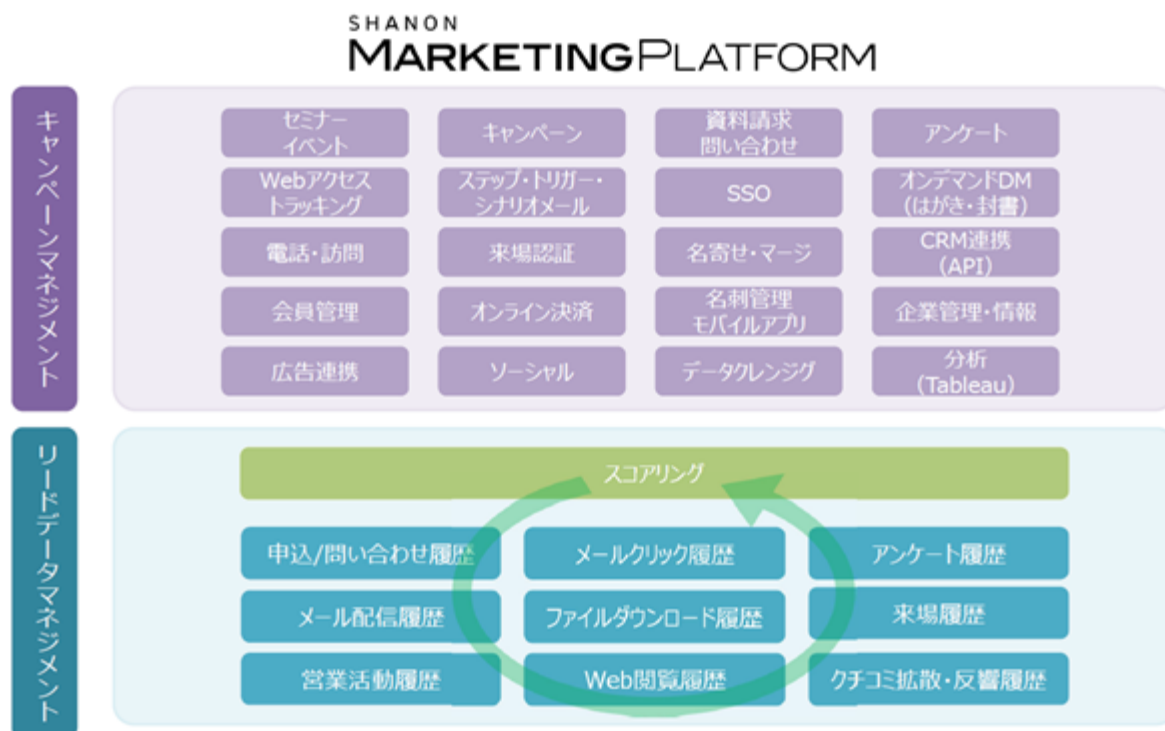 SHANON
MARKETINGPLATFORM
キャンペーンマネジメント
セミナー
イベント
キャンペーン
資料請求
問い合わせ
アンケート
Webアクセス
トラッキング
ステップ・トリガー・
シナリオメール
SSO
オンデマンドDM
(はがき・封書)
電話・訪問
来場認証
名寄せ・マージ
CRM連携
(API)
会員管理
オンライン決済
名刺管理
モバイルアプリ
企業管理・情報
広告連携
ソーシャル
データクレンジグ
分析
(Tableau)
リードデータマネジメント
スコアリング
申込/問い合わせ履歴
メールクリック履歴
アンケート履歴
メール配信履歴
ファイルダウンロード履歴
来場履歴
営業活動履歴
Web閲覧履歴
クチコミ拡散・反響履歴